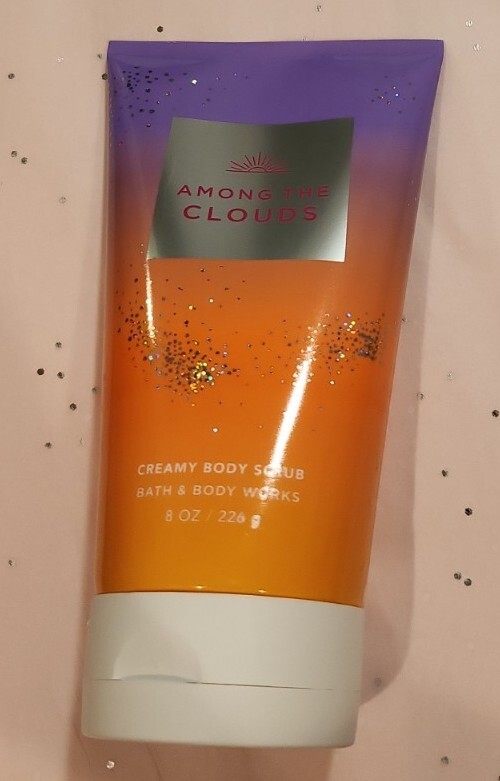 AMONG THE
CLOUDS
CREAMY BODY SCRUB
BATH & BODY WORKS
8 OZ / 226 g